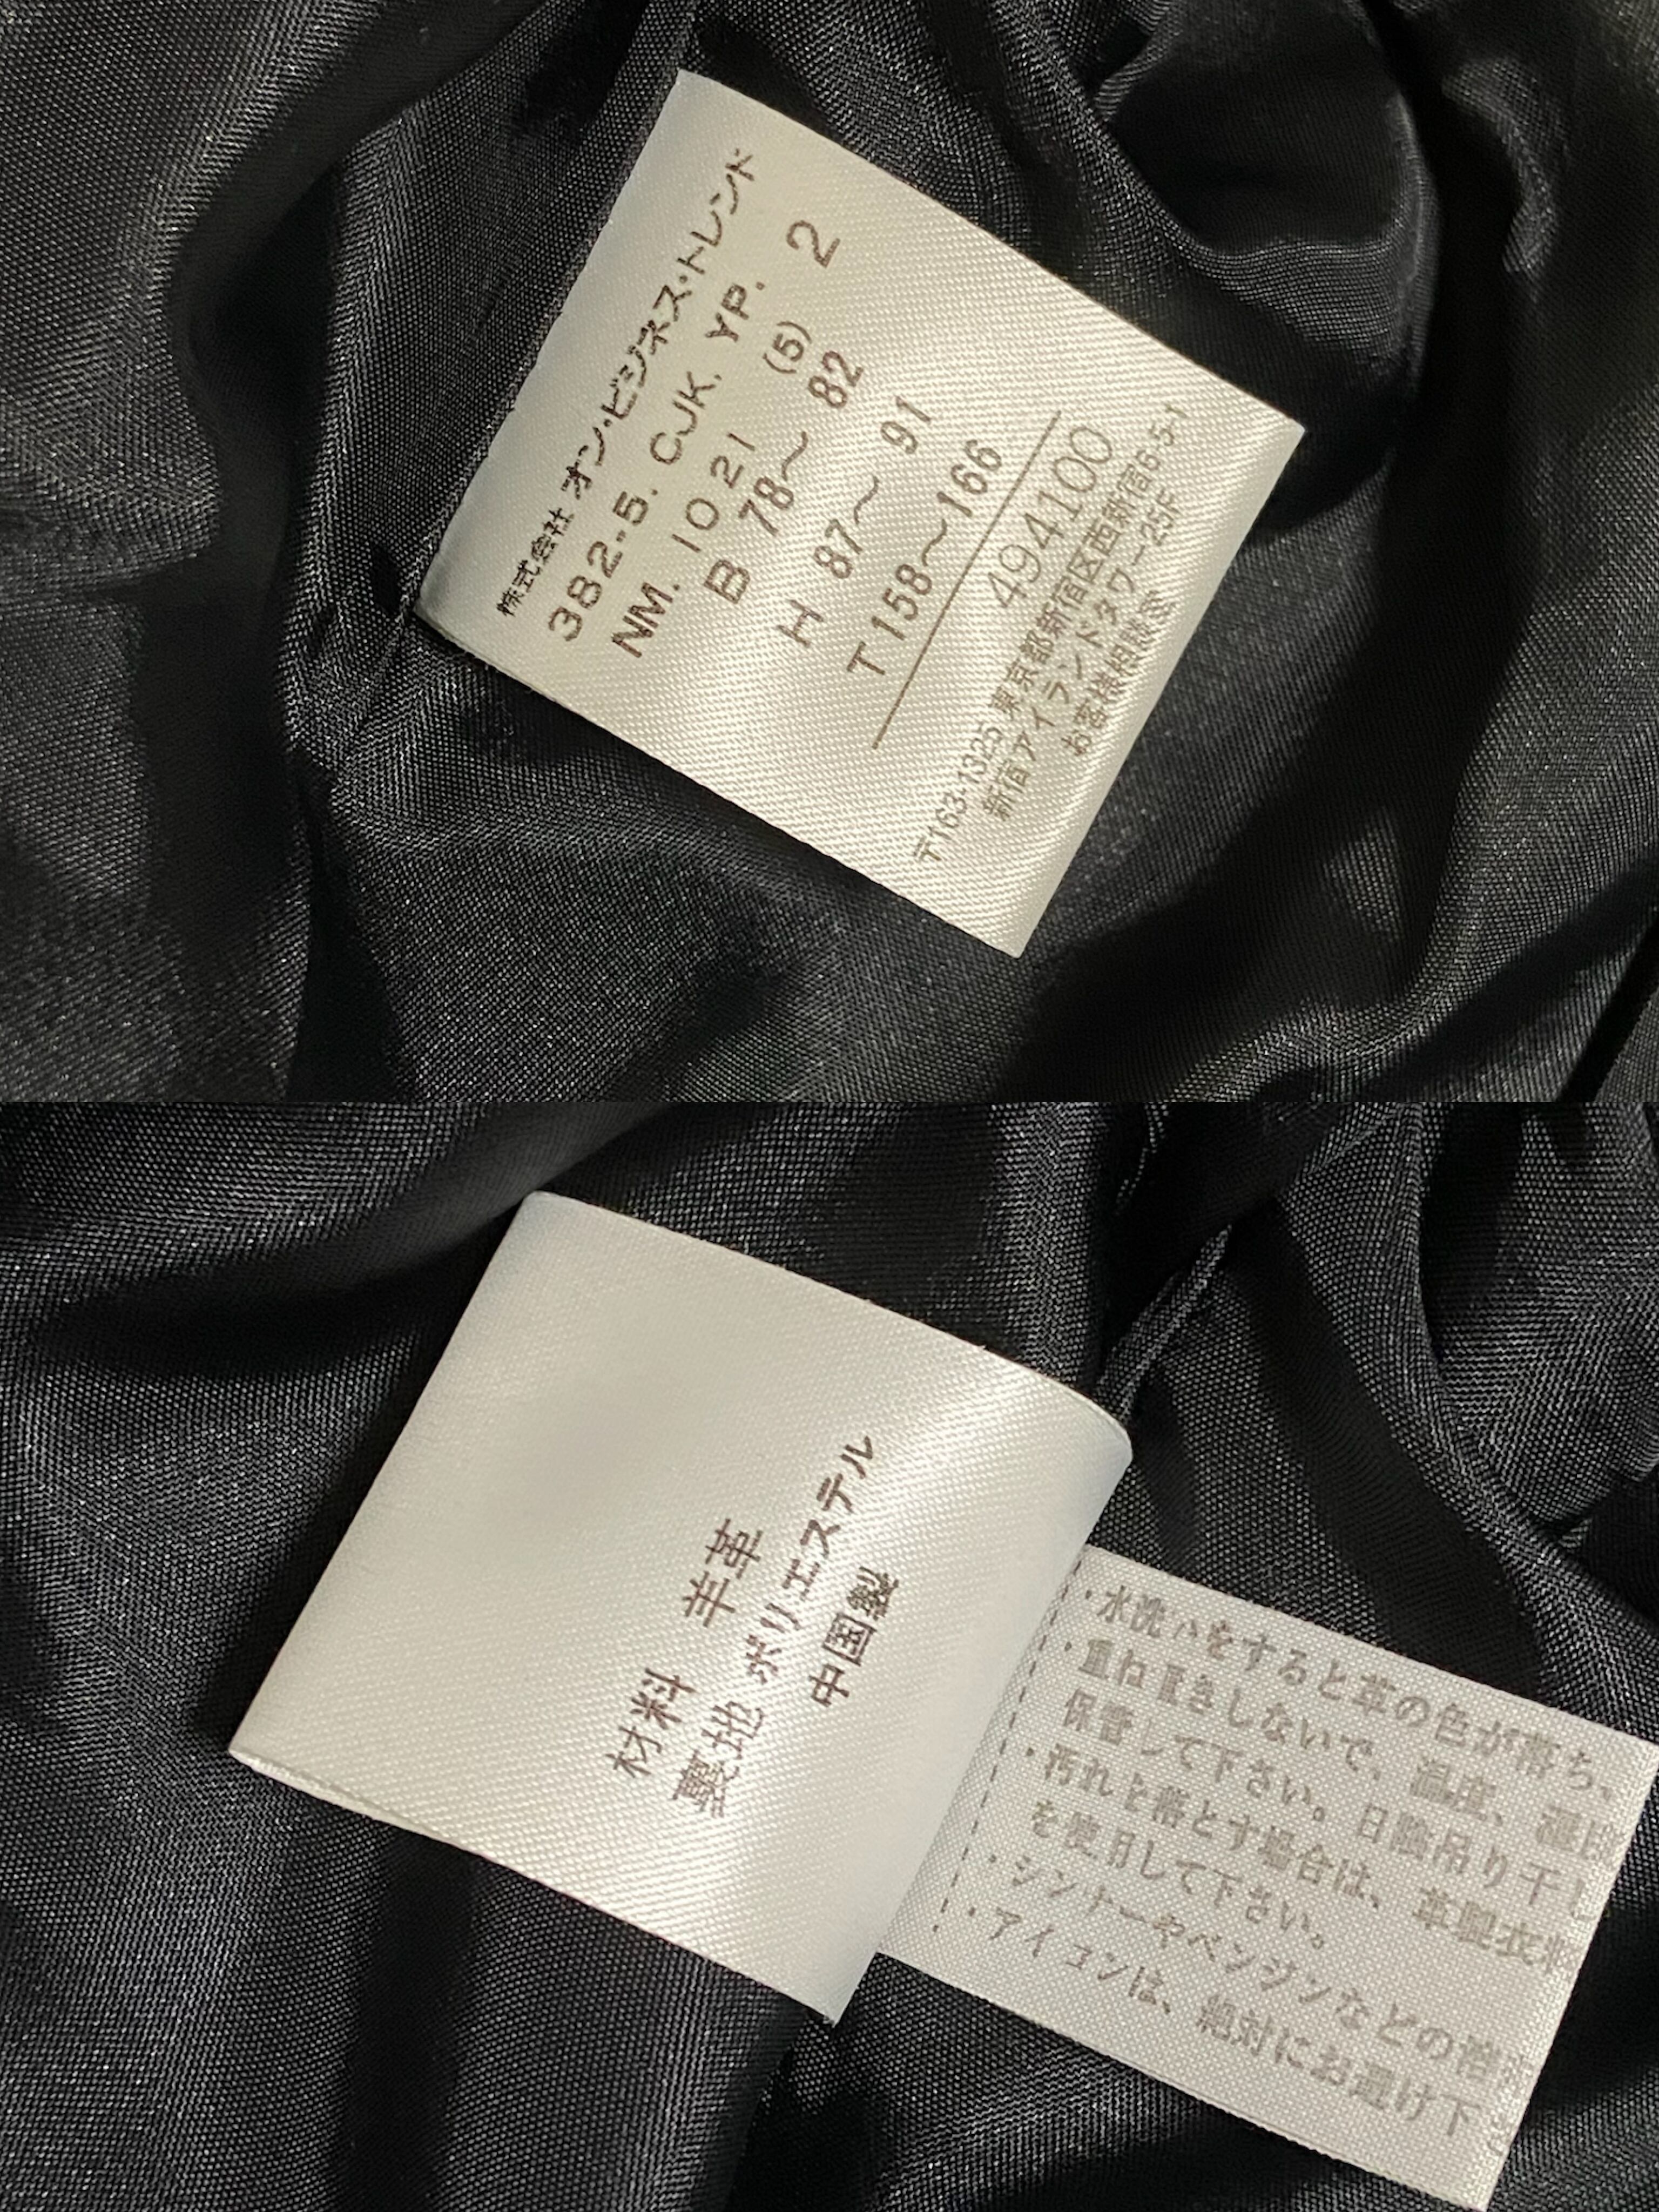 株式会社 オン・ビジネス・トレンド
382-5. CJK. YP. 2
NM. 10 21 (5)
B 78～ 82
H 87～ 91
T 158～166
494100
〒163-1325 東京都新宿区西新宿6-5-1
新宿アイランドタワー25F
お客様相談室
材料 羊革
裏地 ポリエステル
中国製
・水洗いをすると革の色が落ち、
・重ね置きしないで、温度、湿
保管して下さい。日陰吊り干し
・汚れを落とす場合は、革製衣料
を使用して下さい。
・シンナーやベンジンなどの溶剤
・アイロンは、絶対にお避け下さ